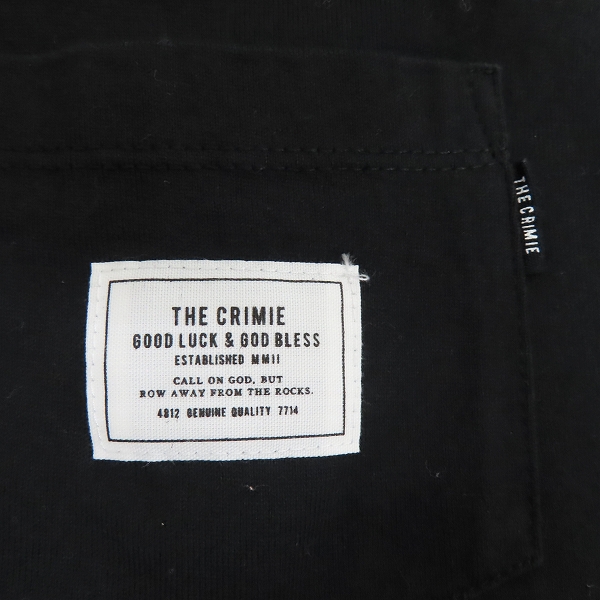 THE CRIMIE
GOOD LUCK & GOD BLESS
ESTABLISHED MMII
CALL ON GOD, BUT
ROW AWAY FROM THE ROCKS.
4812 GENUINE QUALITY 7714
THE CRIMIE